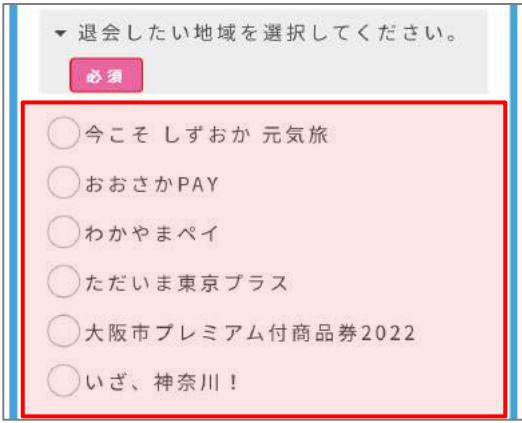 ▼ 退会したい地域を選択してください。
必須
今こそ しずおか 元気旅
おおさかPAY
わかやまペイ
ただいま東京プラス
大阪市プレミアム付商品券2022
いざ、神奈川！